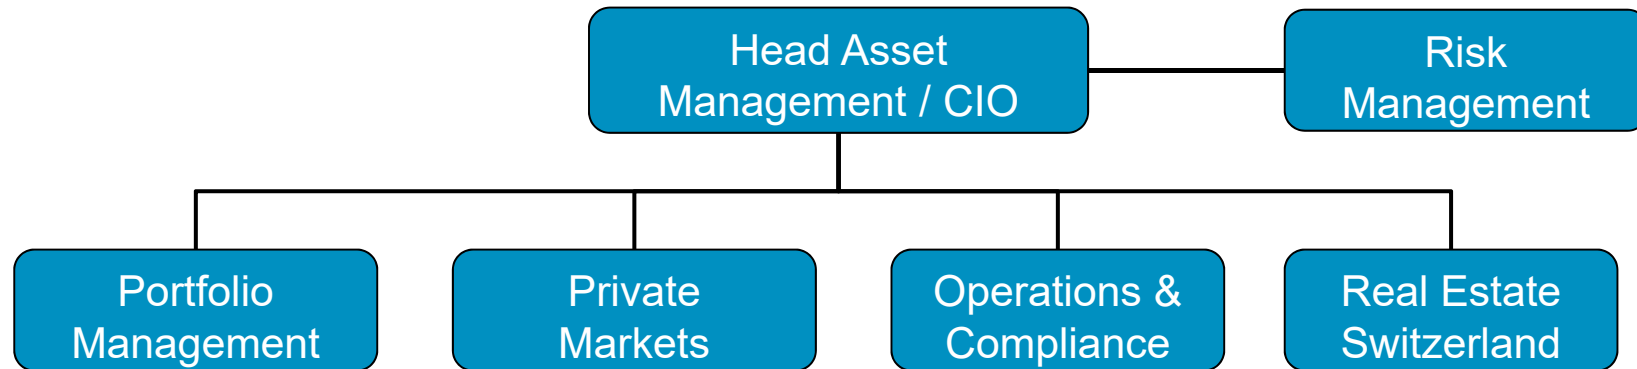 Head Asset
Management / CIO
Risk
Management
Portfolio
Management
Private
Markets
Operations &
Compliance
Real Estate
Switzerland